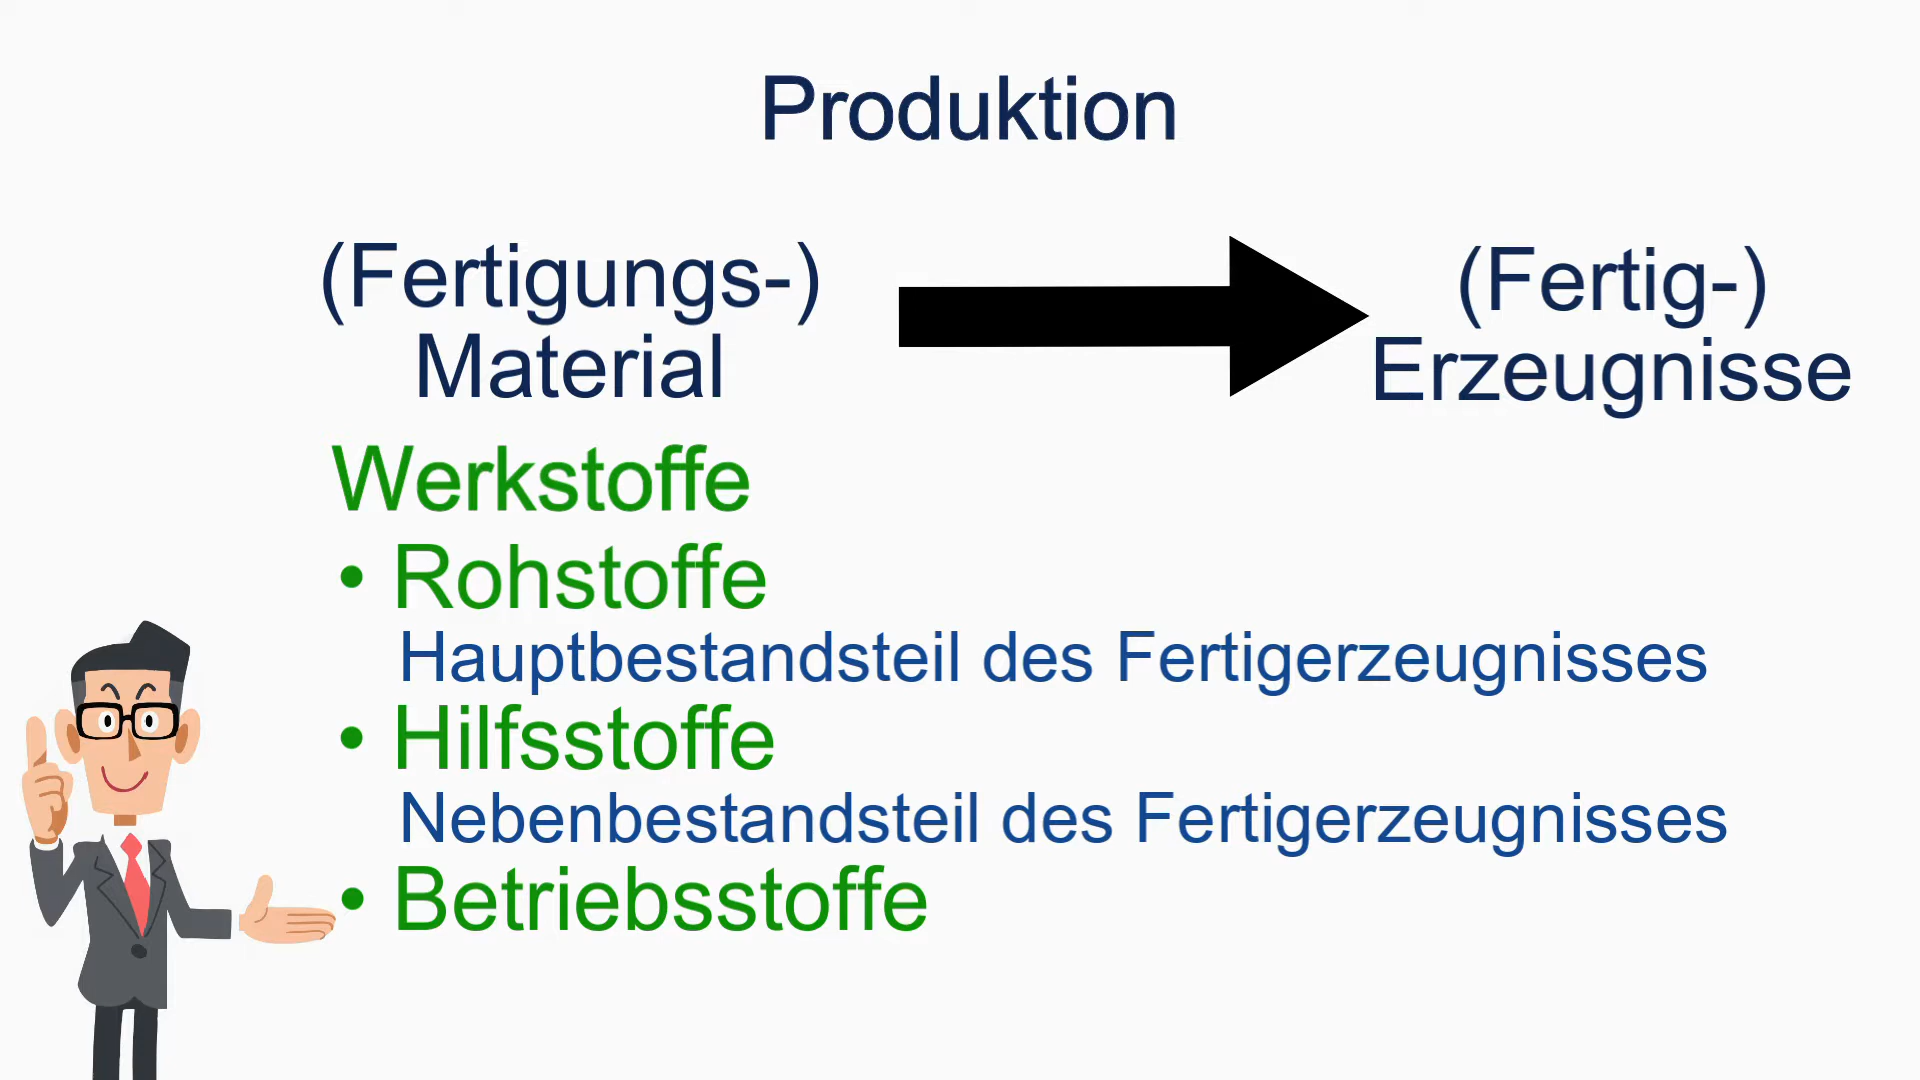 Produktion
(Fertigungs-)
Material
(Fertig-)
Erzeugnisse
Werkstoffe
• Rohstoffe
Hauptbestandsteil des Fertigerzeugnisses
• Hilfsstoffe
Nebenbestandsteil des Fertigerzeugnisses
• Betriebsstoffe